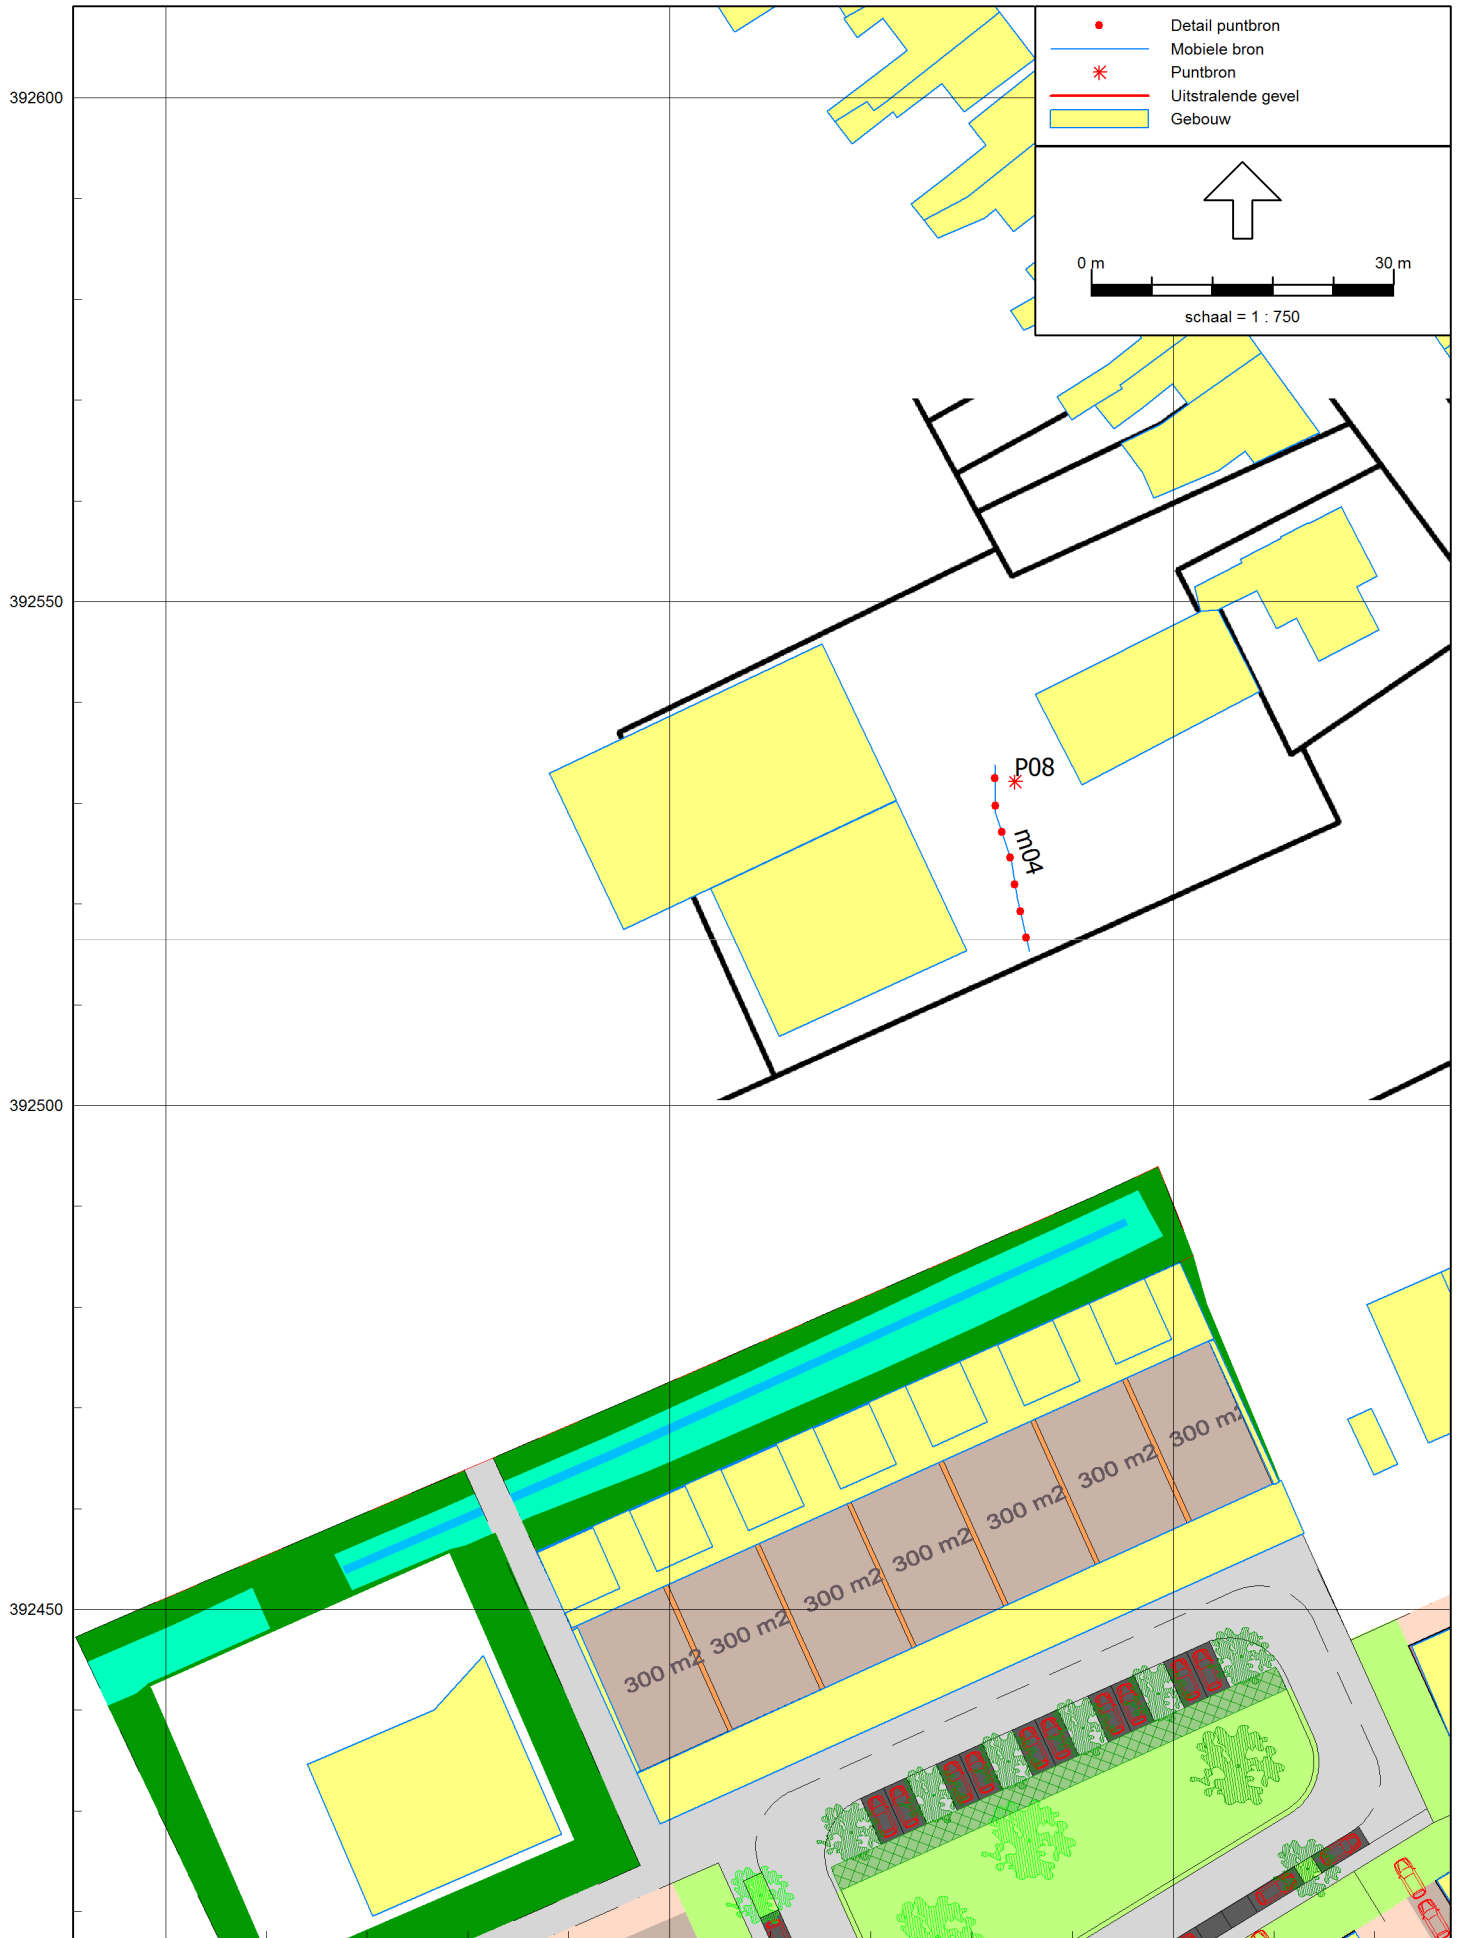 Detail puntbron
Mobiele bron
Puntbron
Uitstralende gevel
Gebouw
0 m 30 m
schaal = 1 : 750
392600
392550
P08
m04
392500
392450
300 m2
300 m2
300 m2
300 m2
300 m2
300 m2
300 m2